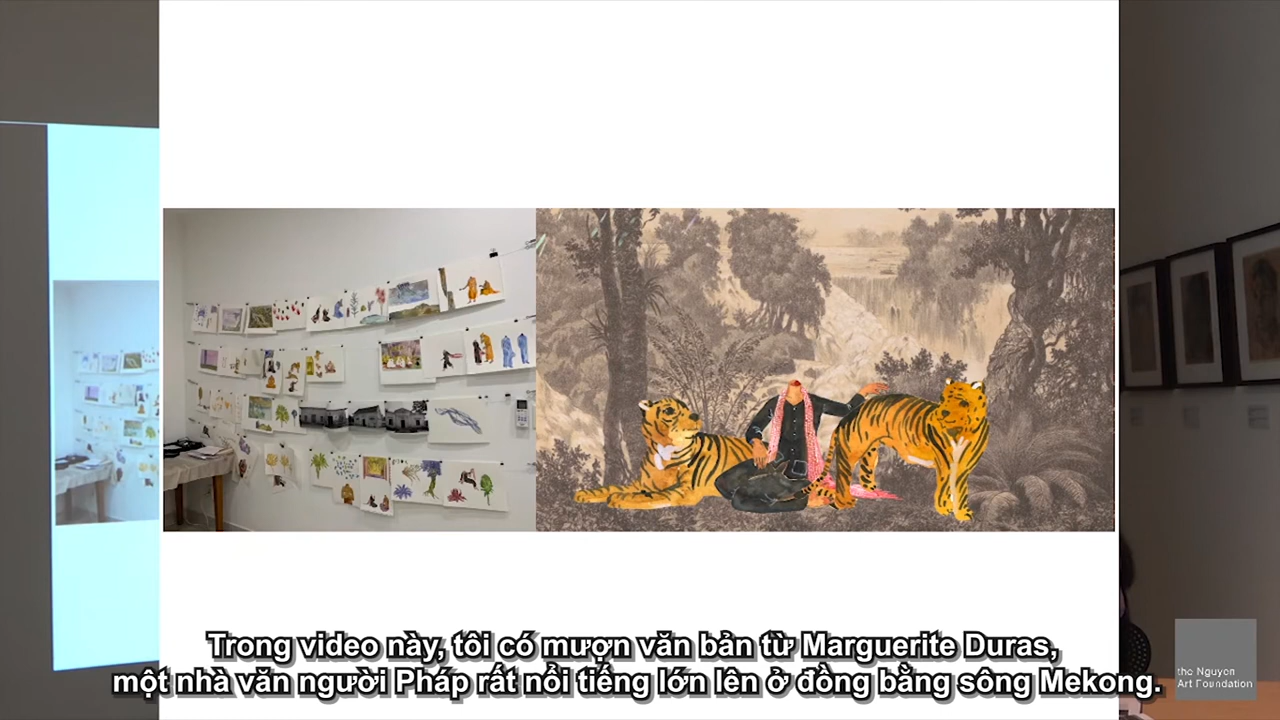 Trong video này, tôi có mượn văn bản từ Marguerite Duras,
một nhà văn người Pháp rất nổi tiếng lớn lên ở đồng bằng sông Mekong.
the Nguyen
Art Foundation